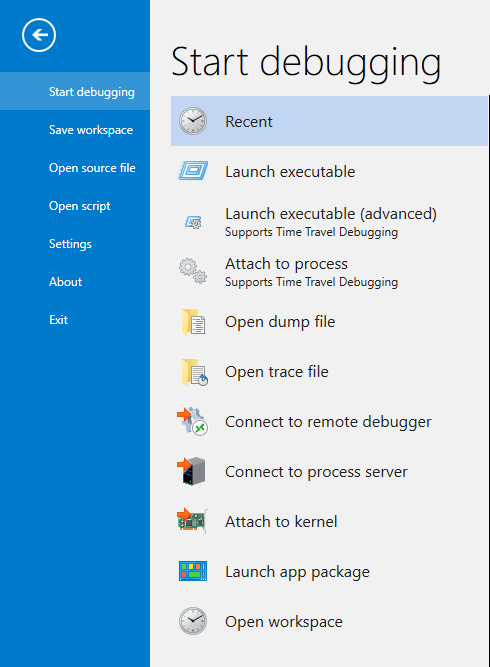 Start debugging
Save workspace
Open source file
Open script
Settings
About
Exit
Start debugging
Recent
Launch executable
Launch executable (advanced)
Supports Time Travel Debugging
Attach to process
Supports Time Travel Debugging
Open dump file
Open trace file
Connect to remote debugger
Connect to process server
Attach to kernel
Launch app package
Open workspace